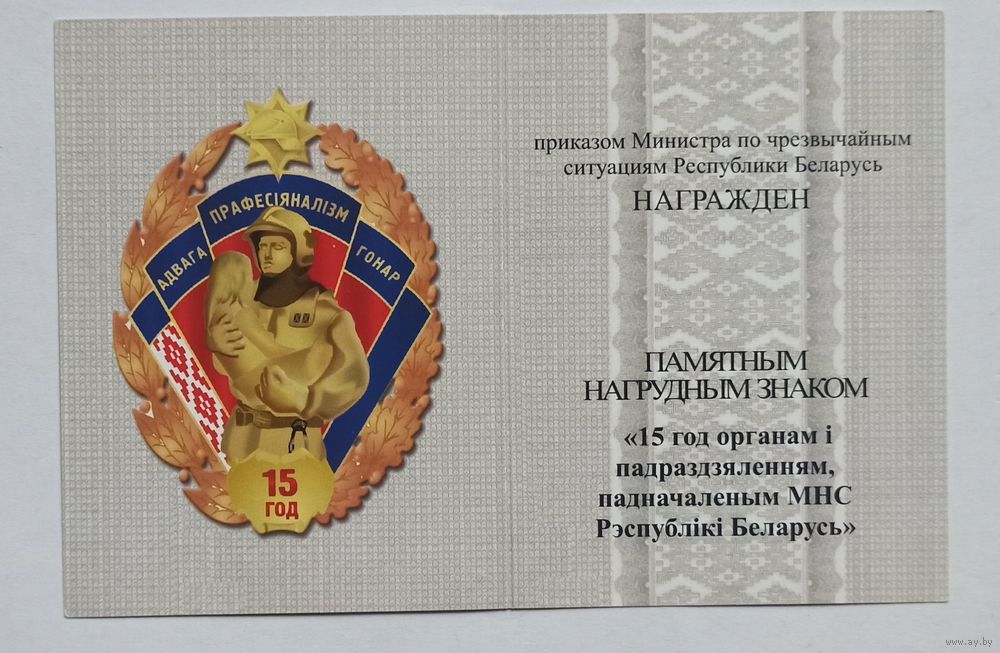 АДВАГА
ПРАФЕСІЯНАЛІЗМ
ГОНАР
15
ГОД
приказом Министра по чрезвычайным
ситуациям Республики Беларусь
НАГРАЖДЕН
ПАМЯТНЫМ
НАГРУДНЫМ ЗНАКОМ
«15 год органам і
падраздзяленням,
падначаленым МНС
Рэспублікі Беларусь»
www.ay.by